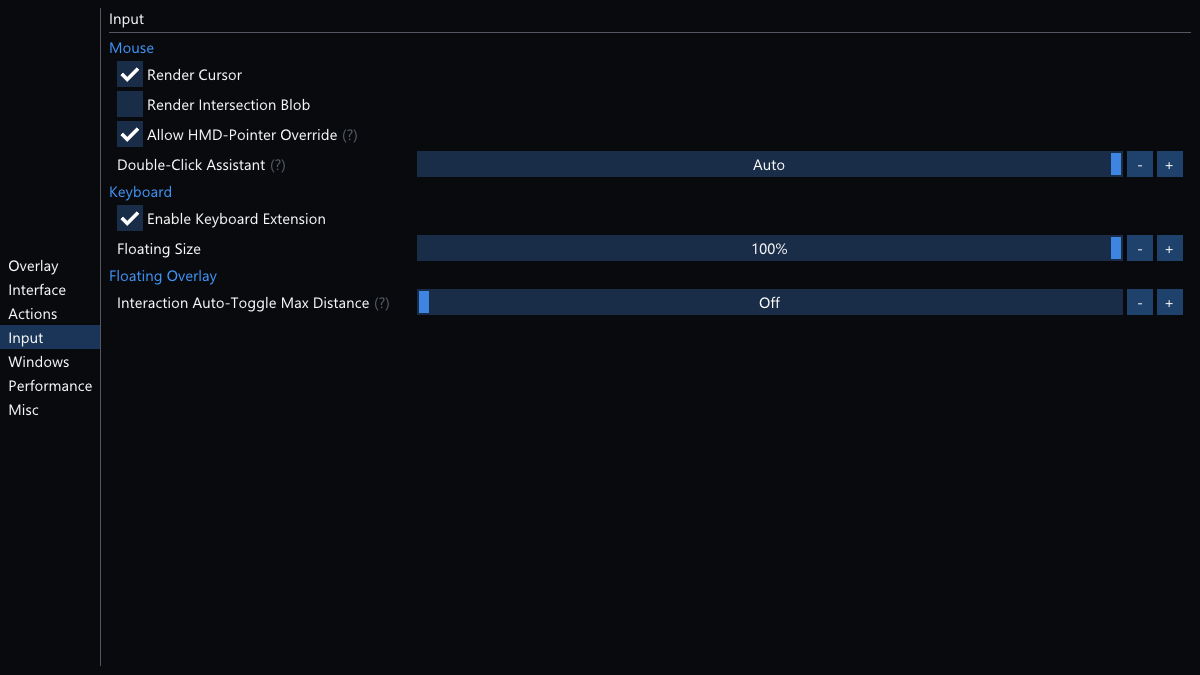 Input
Mouse
Render Cursor
Render Intersection Blob
Allow HMD-Pointer Override (?)
Double-Click Assistant (?) Auto - +
Keyboard
Enable Keyboard Extension
Floating Size 100% - +
Floating Overlay
Interaction Auto-Toggle Max Distance (?) Off - +
Overlay
Interface
Actions
Input
Windows
Performance
Misc